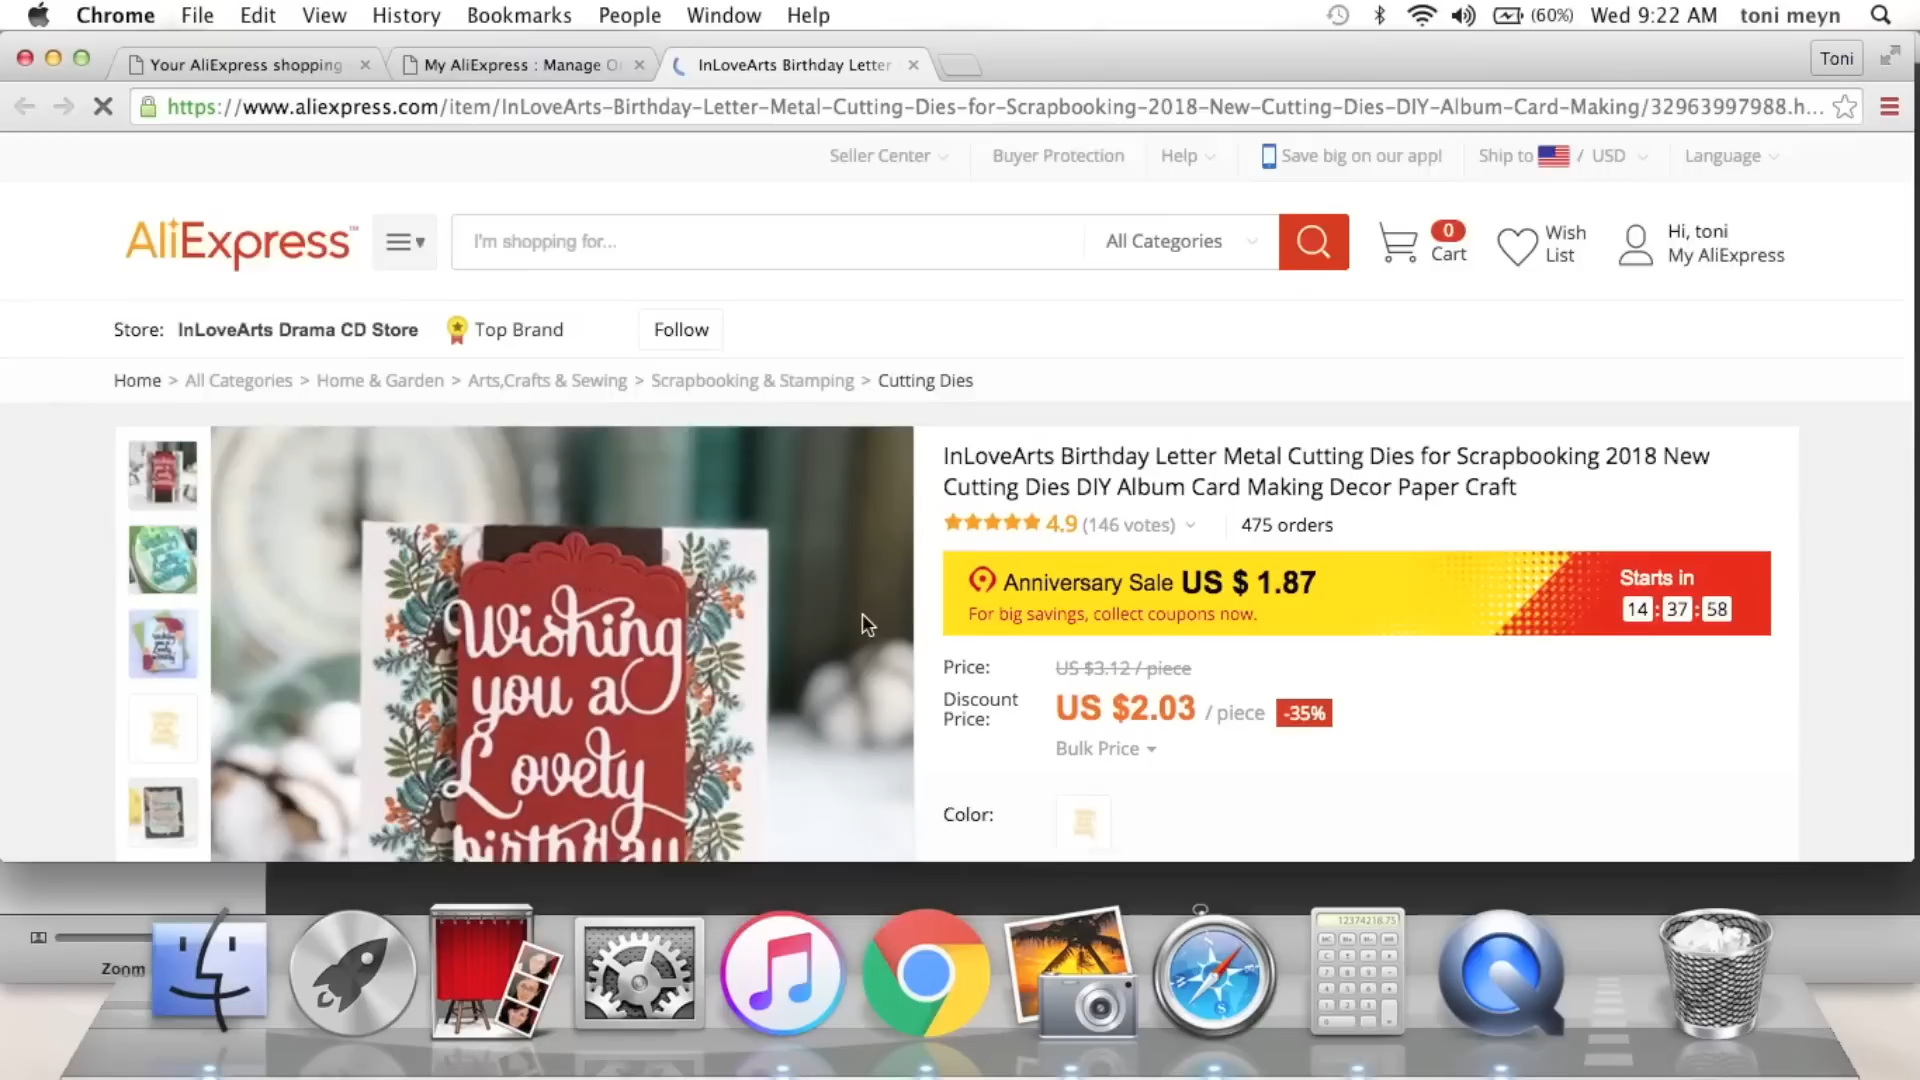 Chrome File Edit View History Bookmarks People Window Help (60%) Wed 9:22 AM toni meyn
Your AliExpress shopping My AliExpress : Manage O InLoveArts Birthday Letter Toni
https://www.aliexpress.com/item/InLoveArts-Birthday-Letter-Metal-Cutting-Dies-for-Scrapbooking-2018-New-Cutting-Dies-DIY-Album-Card-Making/32963997988.h...
Seller Center Buyer Protection Help Save big on our app! Ship to / USD Language
AliExpress™ I'm shopping for... All Categories 0 Cart Wish List Hi, toni My AliExpress
Store: InLoveArts Drama CD Store Top Brand Follow
Home > All Categories > Home & Garden > Arts,Crafts & Sewing > Scrapbooking & Stamping > Cutting Dies
InLoveArts Birthday Letter Metal Cutting Dies for Scrapbooking 2018 New
Cutting Dies DIY Album Card Making Decor Paper Craft
4.9 (146 votes) 475 orders
Anniversary Sale US $ 1.87 Starts in
For big savings, collect coupons now. 14 : 37 : 58
Price: US $3.12 / piece
Discount Price: US $2.03 / piece -35%
Bulk Price
Color:
Wishing
you a
Lovely
birthday
Zoom
12374218.75